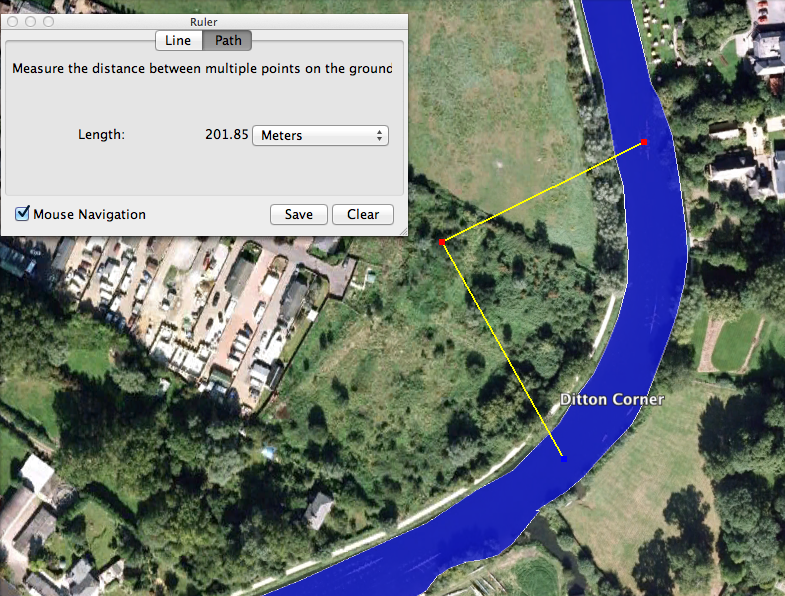 Ruler
Line Path
Measure the distance between multiple points on the ground
Length: 201.85 Meters
Mouse Navigation Save Clear
Ditton Corner